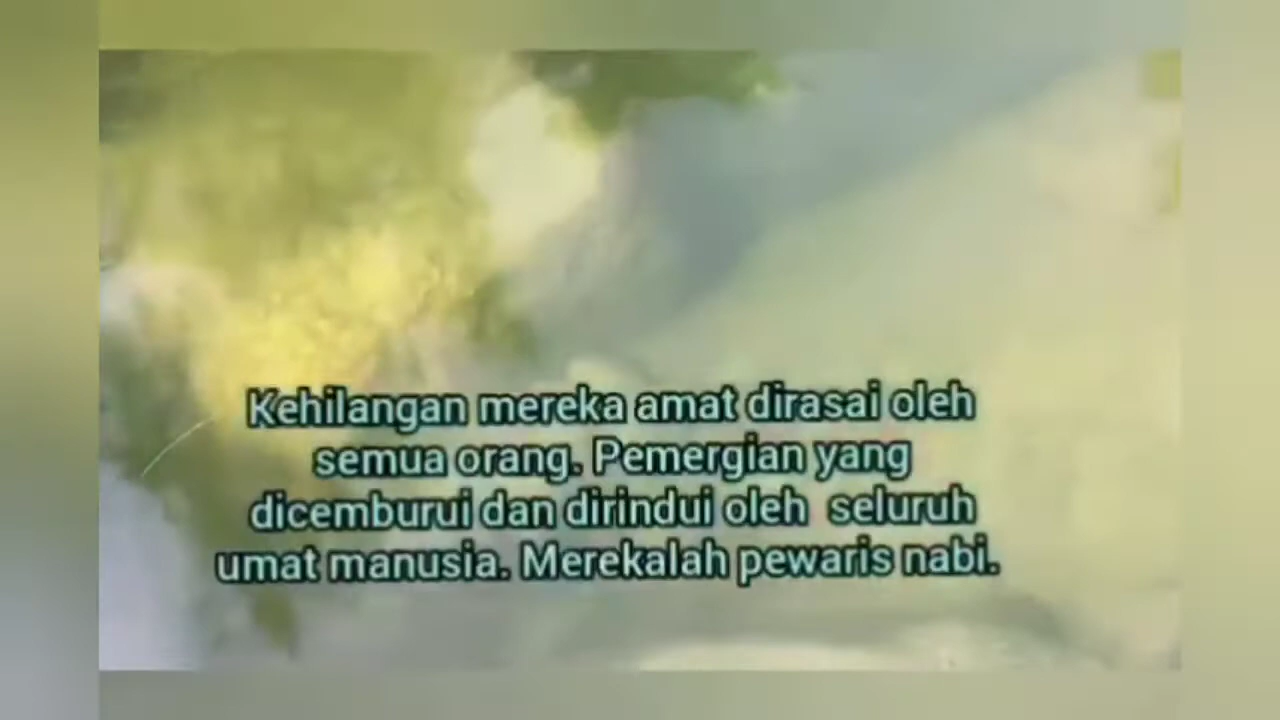 Kehilangan mereka amat dirasai oleh
semua orang. Pemergian yang
dicemburui dan dirindui oleh seluruh
umat manusia. Merekalah pewaris nabi.